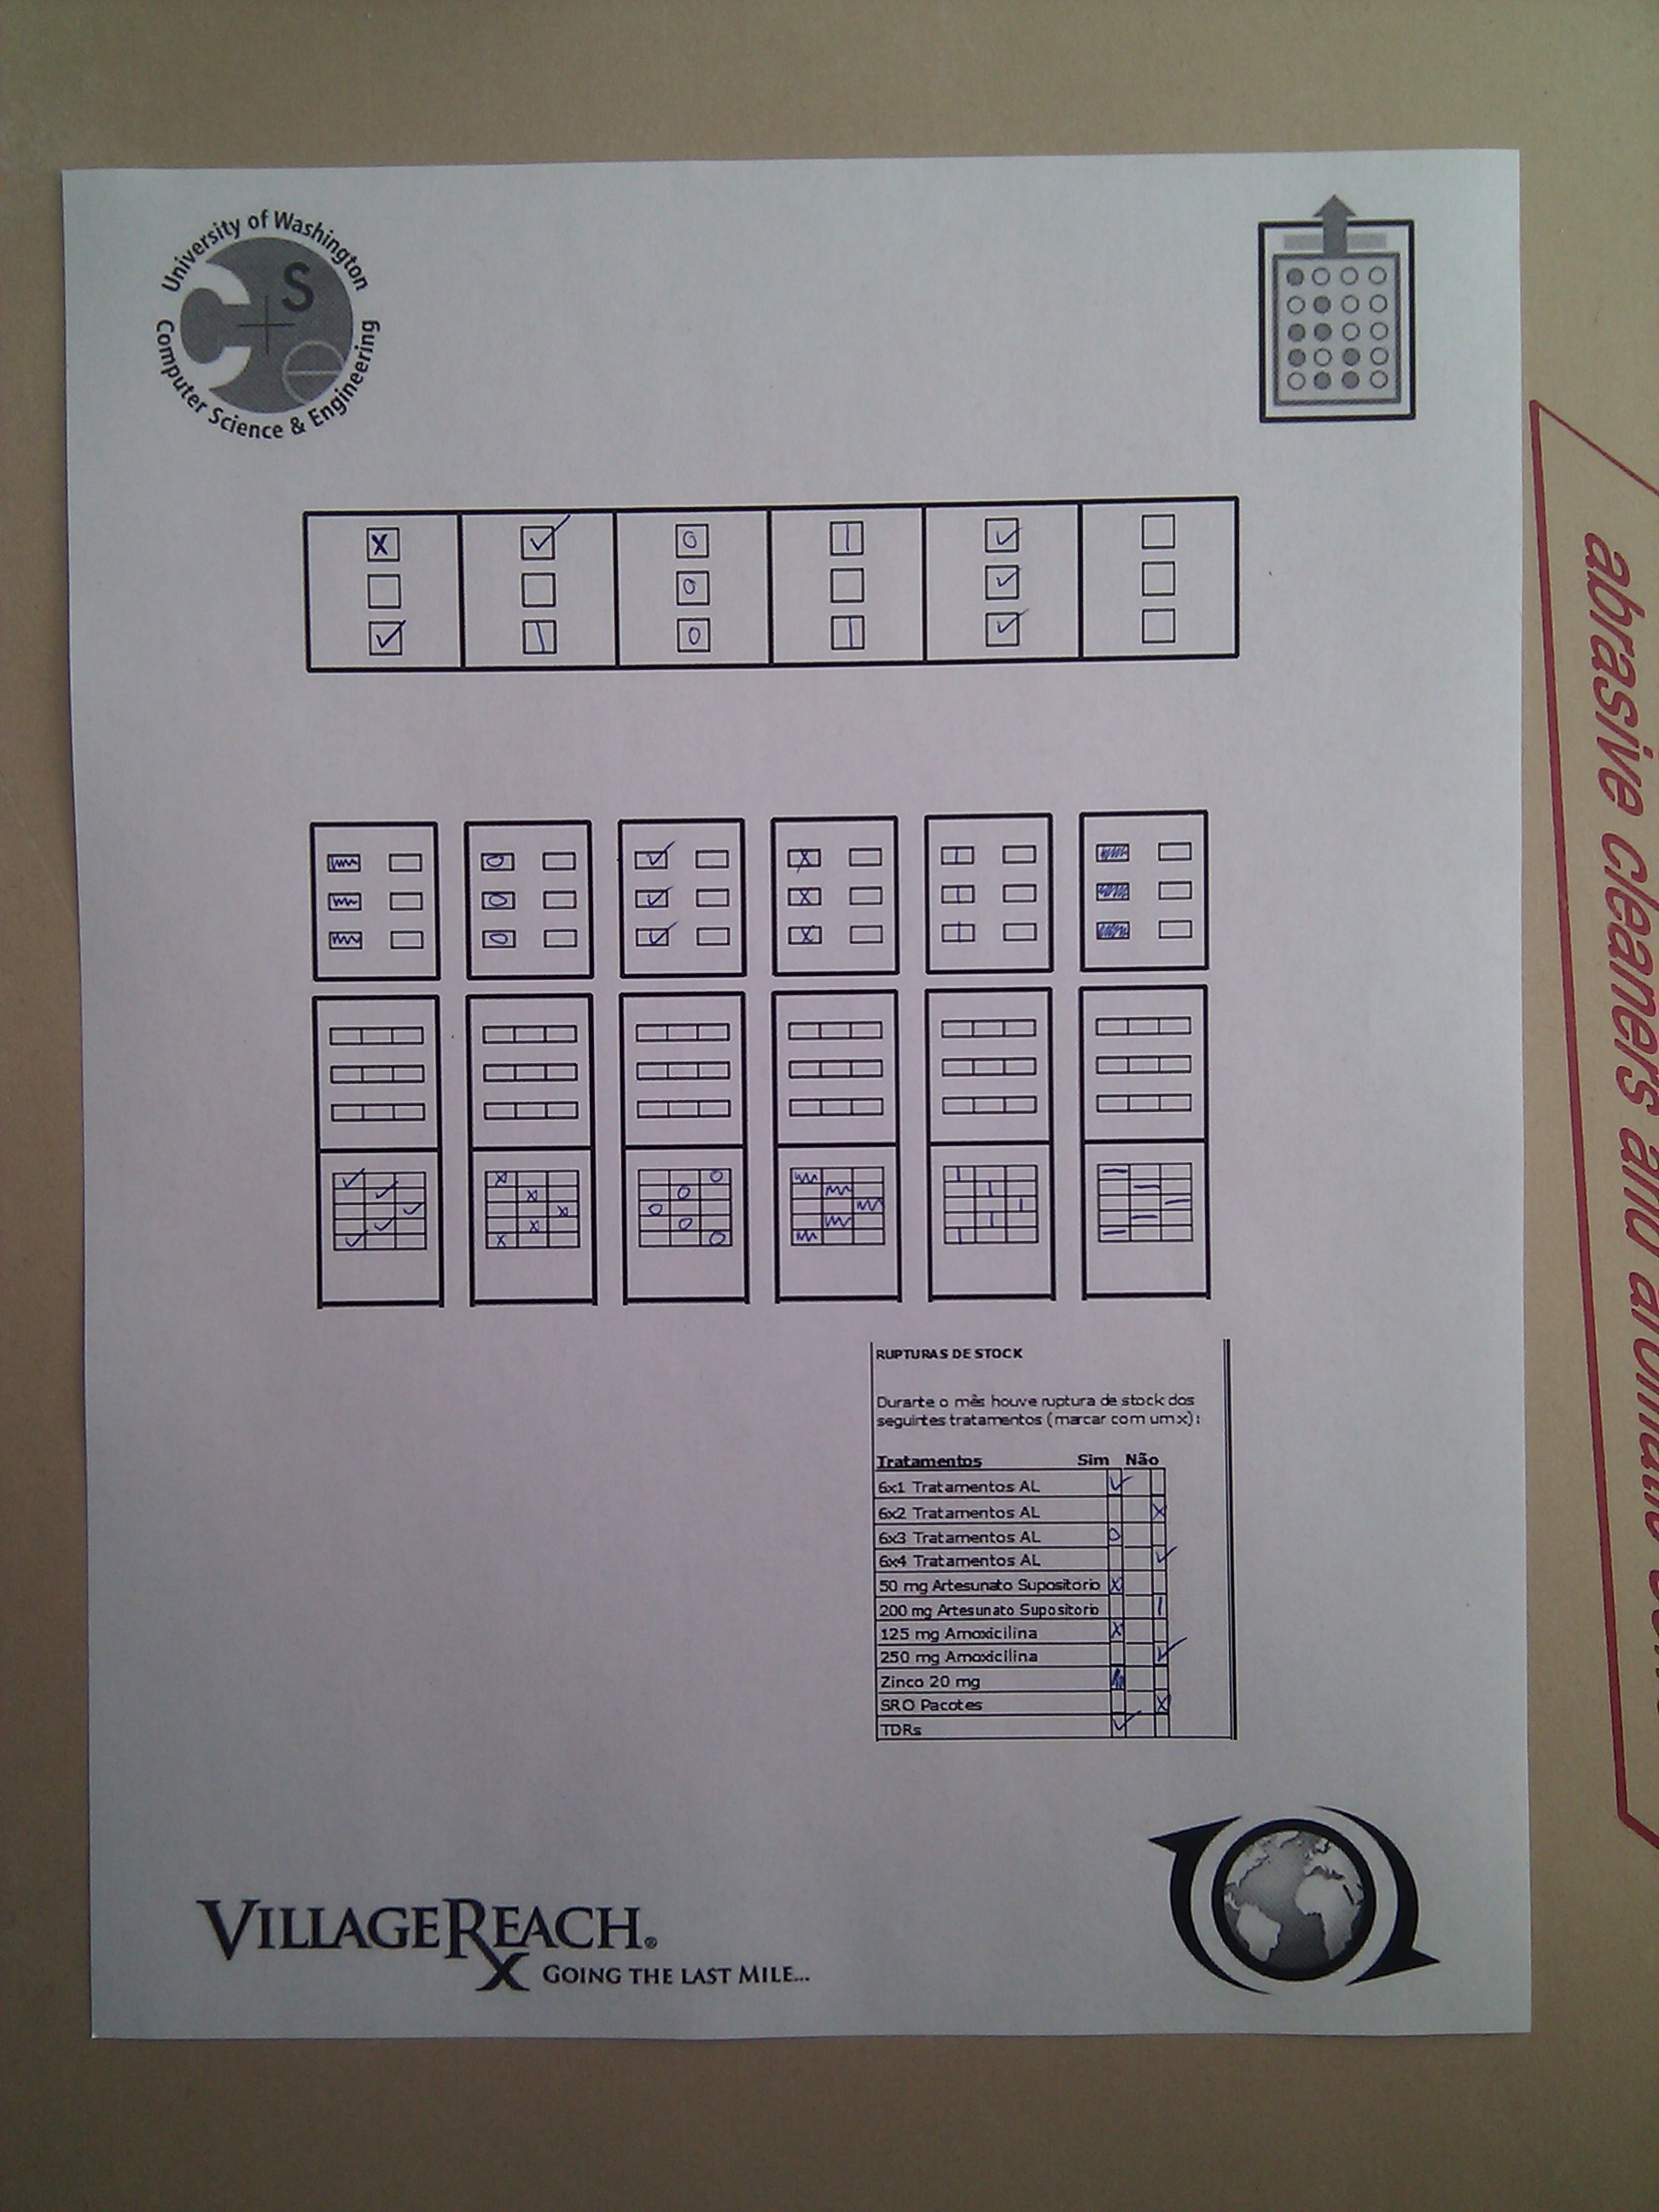 University of Washington
Computer Science & Engineering
CSe
RUPTURAS DE STOCK
Durante o mês houve ruptura de stock dos
seguintes tratamentos (marcar com um x):
Tratamentos Sim Não
6x1 Tratamentos AL
6x2 Tratamentos AL
6x3 Tratamentos AL
6x4 Tratamentos AL
50 mg Artesunato Supositorio
200 mg Artesunato Supositorio
125 mg Amoxicilina
250 mg Amoxicilina
Zinco 20 mg
SRO Pacotes
TDRs
VILLAGEREACH®
GOING THE LAST MILE...
abrasive cleaners and aromatic